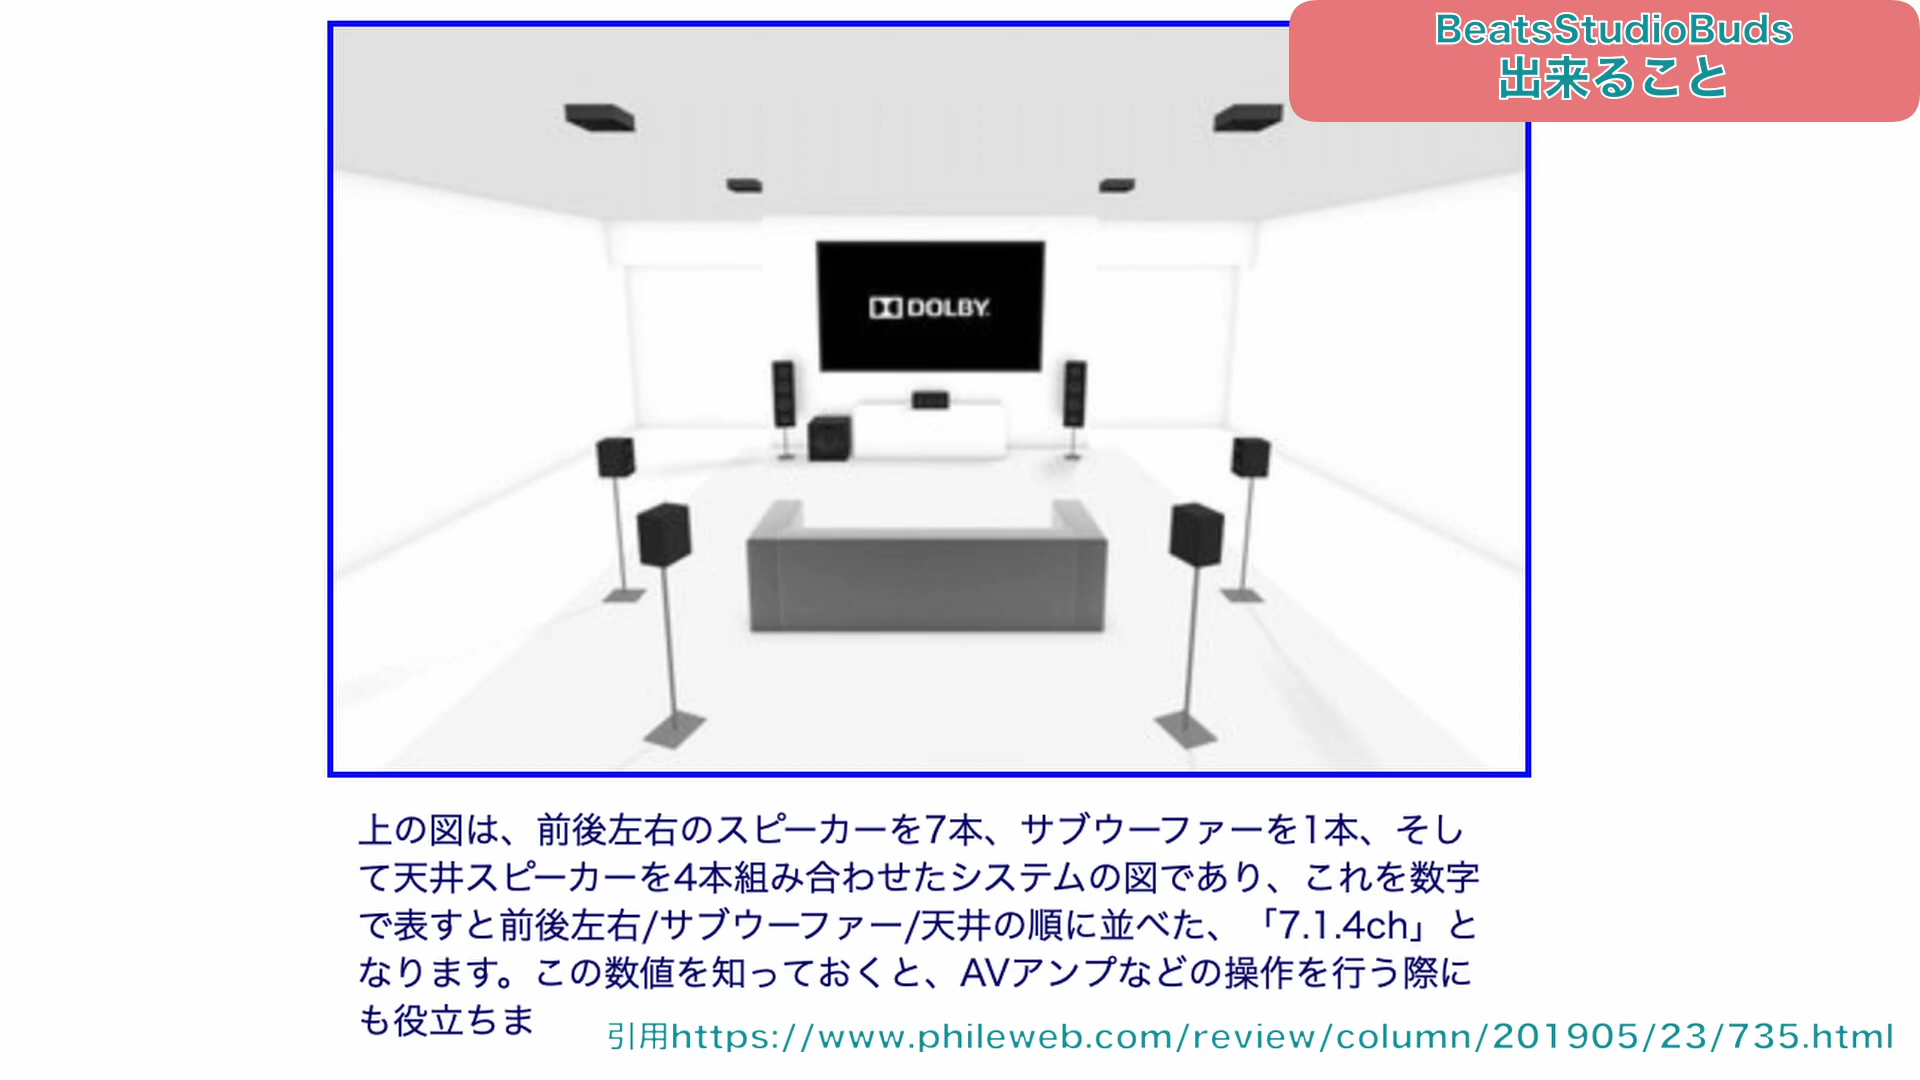 BeatsStudioBuds
出来ること
DOLBY
上の図は、前後左右のスピーカーを7本、サブウーファーを1本、そし
て天井スピーカーを4本組み合わせたシステムの図であり、これを数字
で表すと前後左右/サブウーファー/天井の順に並べた、「7.1.4ch」と
なります。この数値を知っておくと、AVアンプなどの操作を行う際に
も役立ちま
引用https://www.phileweb.com/review/column/201905/23/735.html